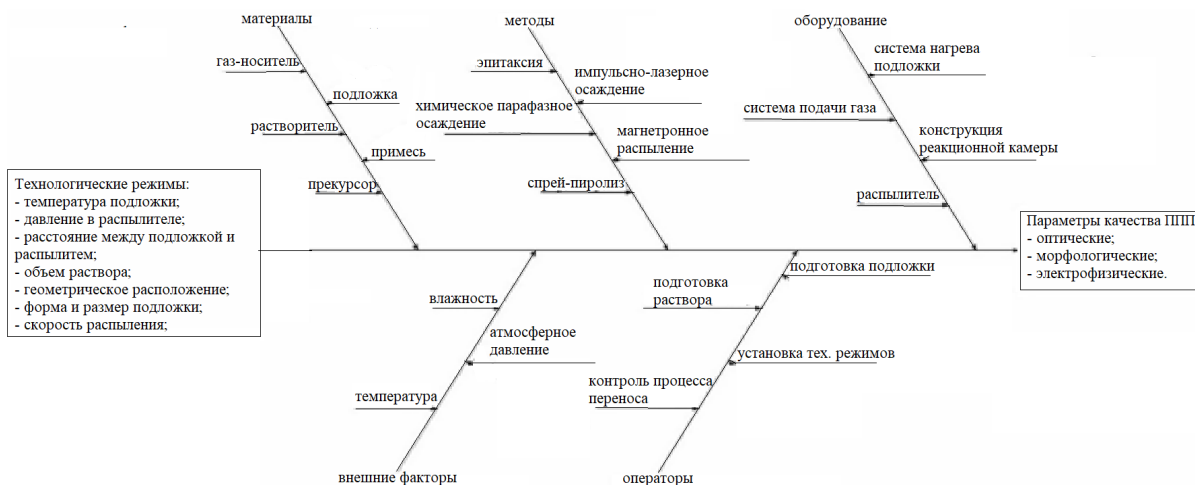 материалы
методы
оборудование
газ-носитель
подложка
растворитель
примесь
прекурсор
эпитаксия
импульсно-лазерное
осаждение
химическое парафазное
осаждение
магнетронное
распыление
спрей-пиролиз
система нагрева
подложки
система подачи газа
конструкция
реакционной камеры
распылитель
Технологические режимы:
- температура подложки;
- давление в распылителе;
- расстояние между подложкой и
распылитем;
- объем раствора;
- геометрическое расположение;
- форма и размер подложки;
- скорость распыления;
Параметры качества ППП
- оптические;
- морфологические;
- электрофизические.
влажность
атмосферное
давление
температура
внешние факторы
подготовка подложки
подготовка
раствора
установка тех. режимов
контроль процесса
переноса
операторы